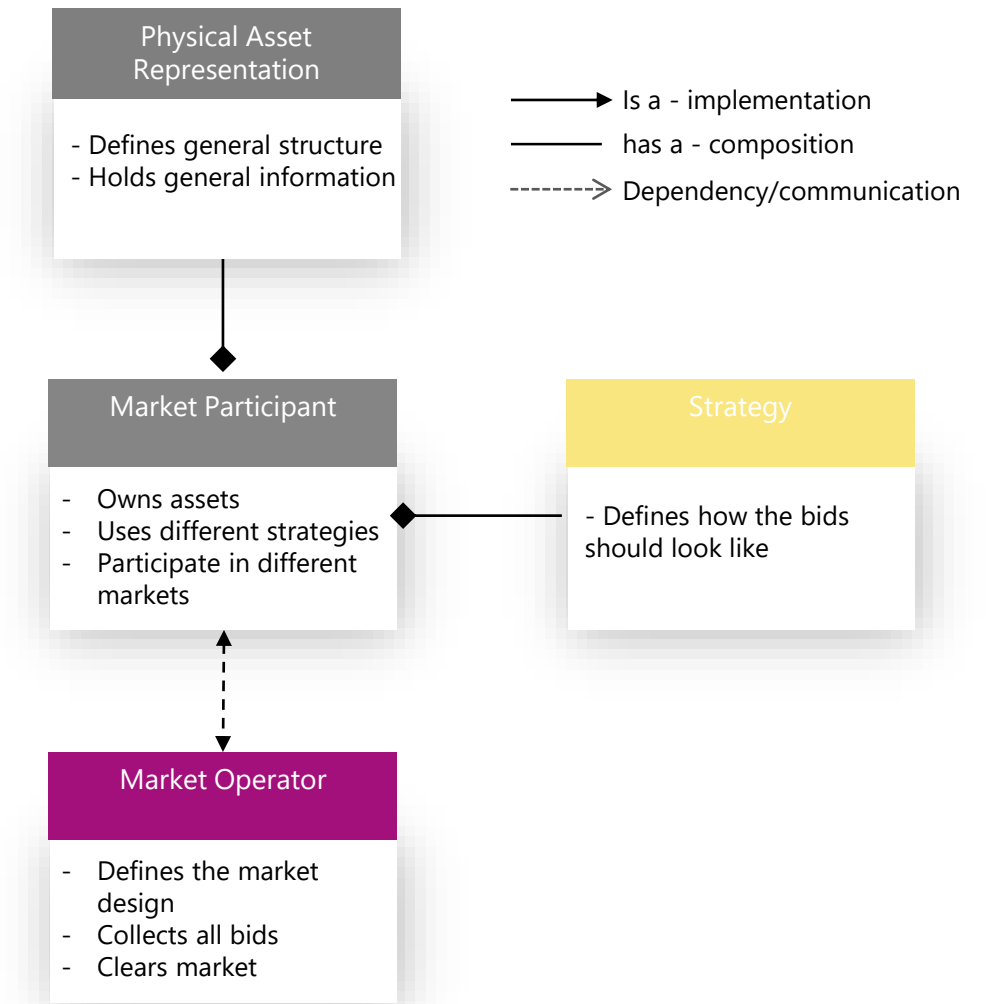 Physical Asset
Representation
- Defines general structure
- Holds general information
Is a - implementation
has a - composition
Dependency/communication
Market Participant
- Owns assets
- Uses different strategies
- Participate in different
markets
Strategy
- Defines how the bids
should look like
Market Operator
- Defines the market
design
- Collects all bids
- Clears market